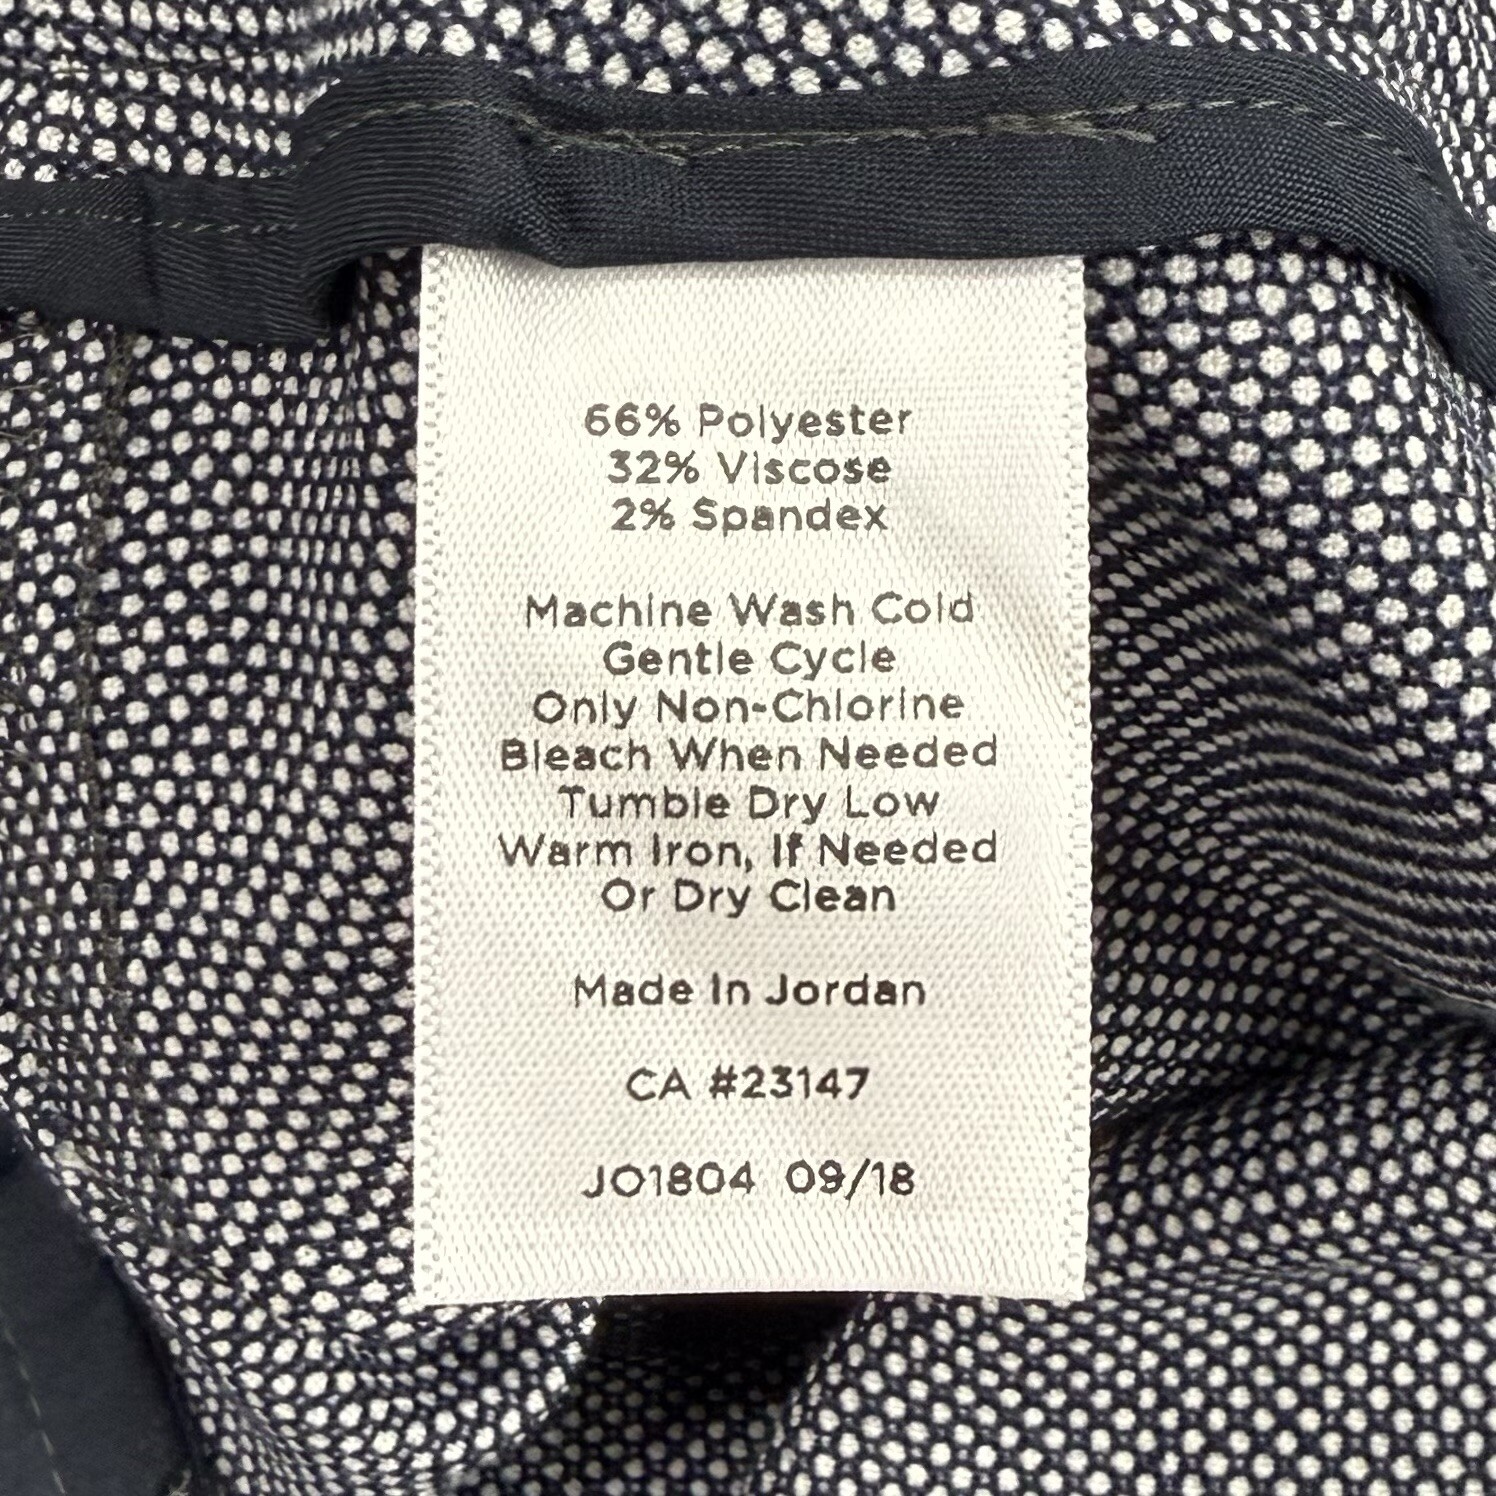 66% Polyester
32% Viscose
2% Spandex
Machine Wash Cold
Gentle Cycle
Only Non-Chlorine
Bleach When Needed
Tumble Dry Low
Warm Iron, If Needed
Or Dry Clean
Made In Jordan
CA #23147
JO1804 09/18